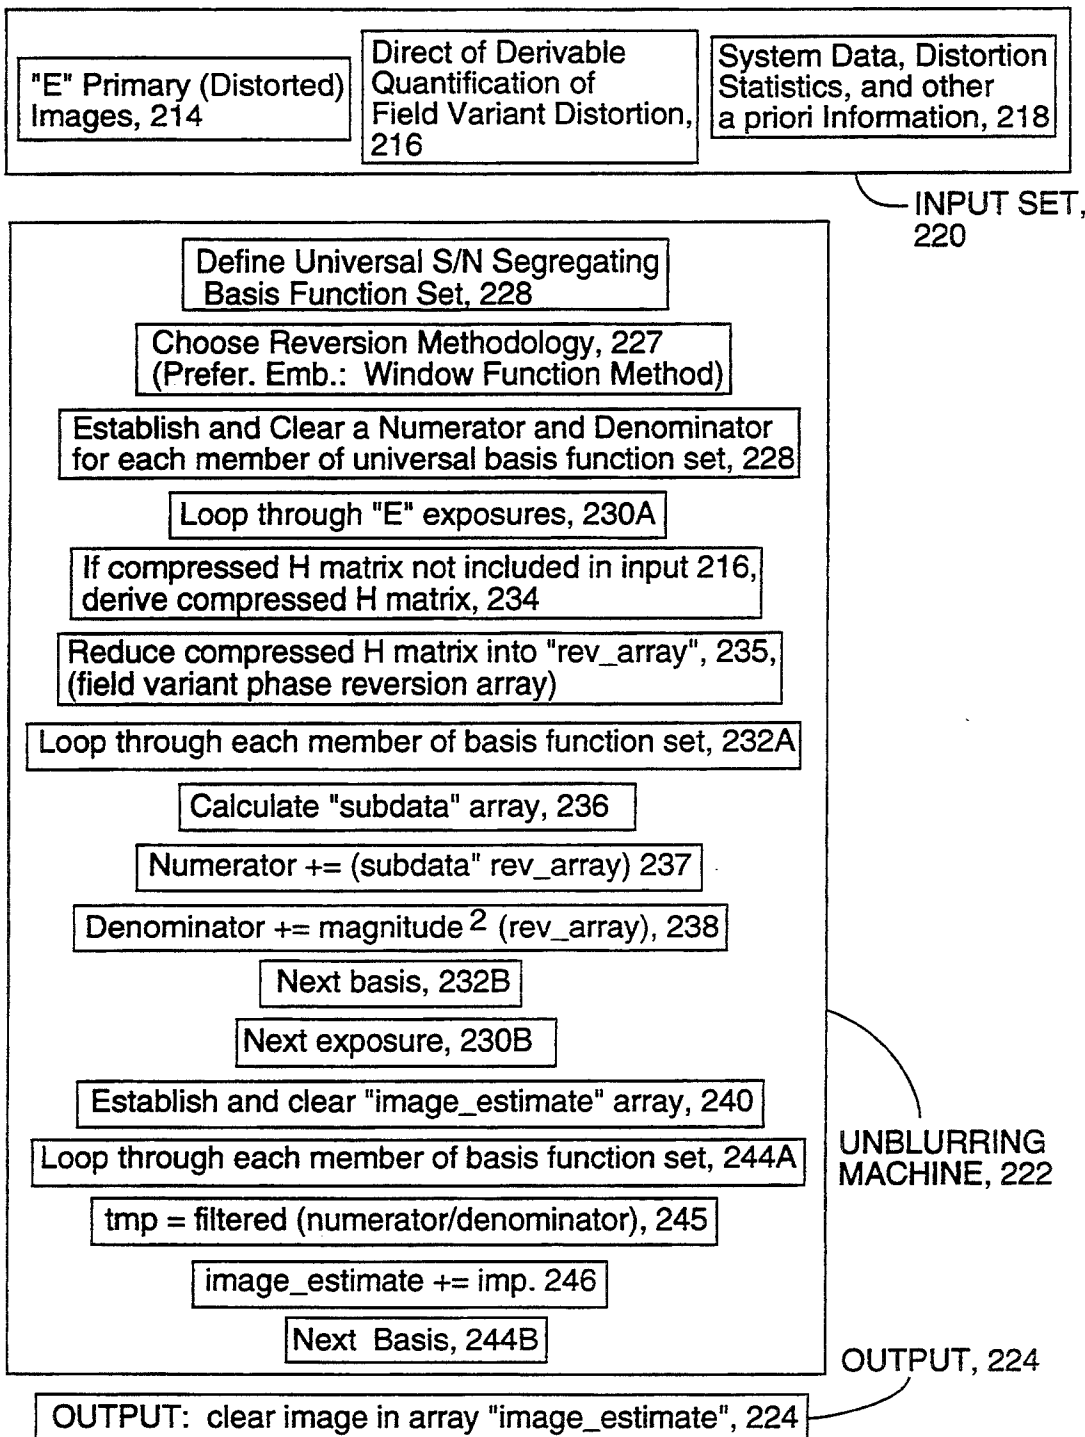 "E" Primary (Distorted)
Images, 214
Direct of Derivable
Quantification of
Field Variant Distortion,
216
System Data, Distortion
Statistics, and other
a priori Information, 218
INPUT SET,
220
Define Universal S/N Segregating
Basis Function Set, 228
Choose Reversion Methodology, 227
(Prefer. Emb.: Window Function Method)
Establish and Clear a Numerator and Denominator
for each member of universal basis function set, 228
Loop through "E" exposures, 230A
If compressed H matrix not included in input 216,
derive compressed H matrix, 234
Reduce compressed H matrix into "rev_array", 235,
(field variant phase reversion array)
Loop through each member of basis function set, 232A
Calculate "subdata" array, 236
Numerator += (subdata" rev_array) 237
Denominator += magnitude 2 (rev_array), 238
Next basis, 232B
Next exposure, 230B
Establish and clear "image_estimate" array, 240
Loop through each member of basis function set, 244A
tmp = filtered (numerator/denominator), 245
image_estimate += imp. 246
Next Basis, 244B
UNBLURRING
MACHINE, 222
OUTPUT, 224
OUTPUT: clear image in array "image_estimate", 224